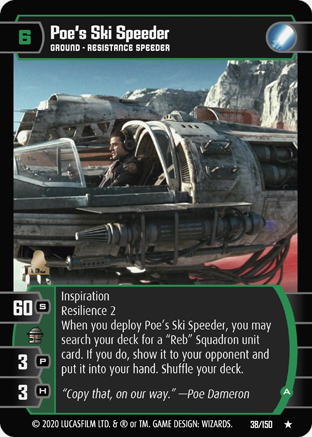 6 Poe's Ski Speeder
GROUND - RESISTANCE SPEEDER
60 S
3 P
3 H
Inspiration
Resilience 2
When you deploy Poe's Ski Speeder, you may
search your deck for a "Reb" Squadron unit
card. If you do, show it to your opponent and
put it into your hand. Shuffle your deck.
"Copy that, on our way." —Poe Dameron
A
© 2020 LUCASFILM LTD. & ® or TM. GAME DESIGN: WIZARDS. 38/150 ★